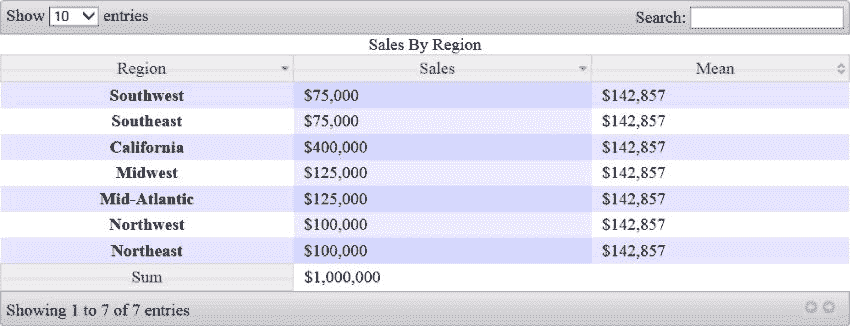 Show 10 entries Search:
Sales By Region
Region Sales Mean
Southwest $75,000 $142,857
Southeast $75,000 $142,857
California $400,000 $142,857
Midwest $125,000 $142,857
Mid-Atlantic $125,000 $142,857
Northwest $100,000 $142,857
Northeast $100,000 $142,857
Sum $1,000,000
Showing 1 to 7 of 7 entries